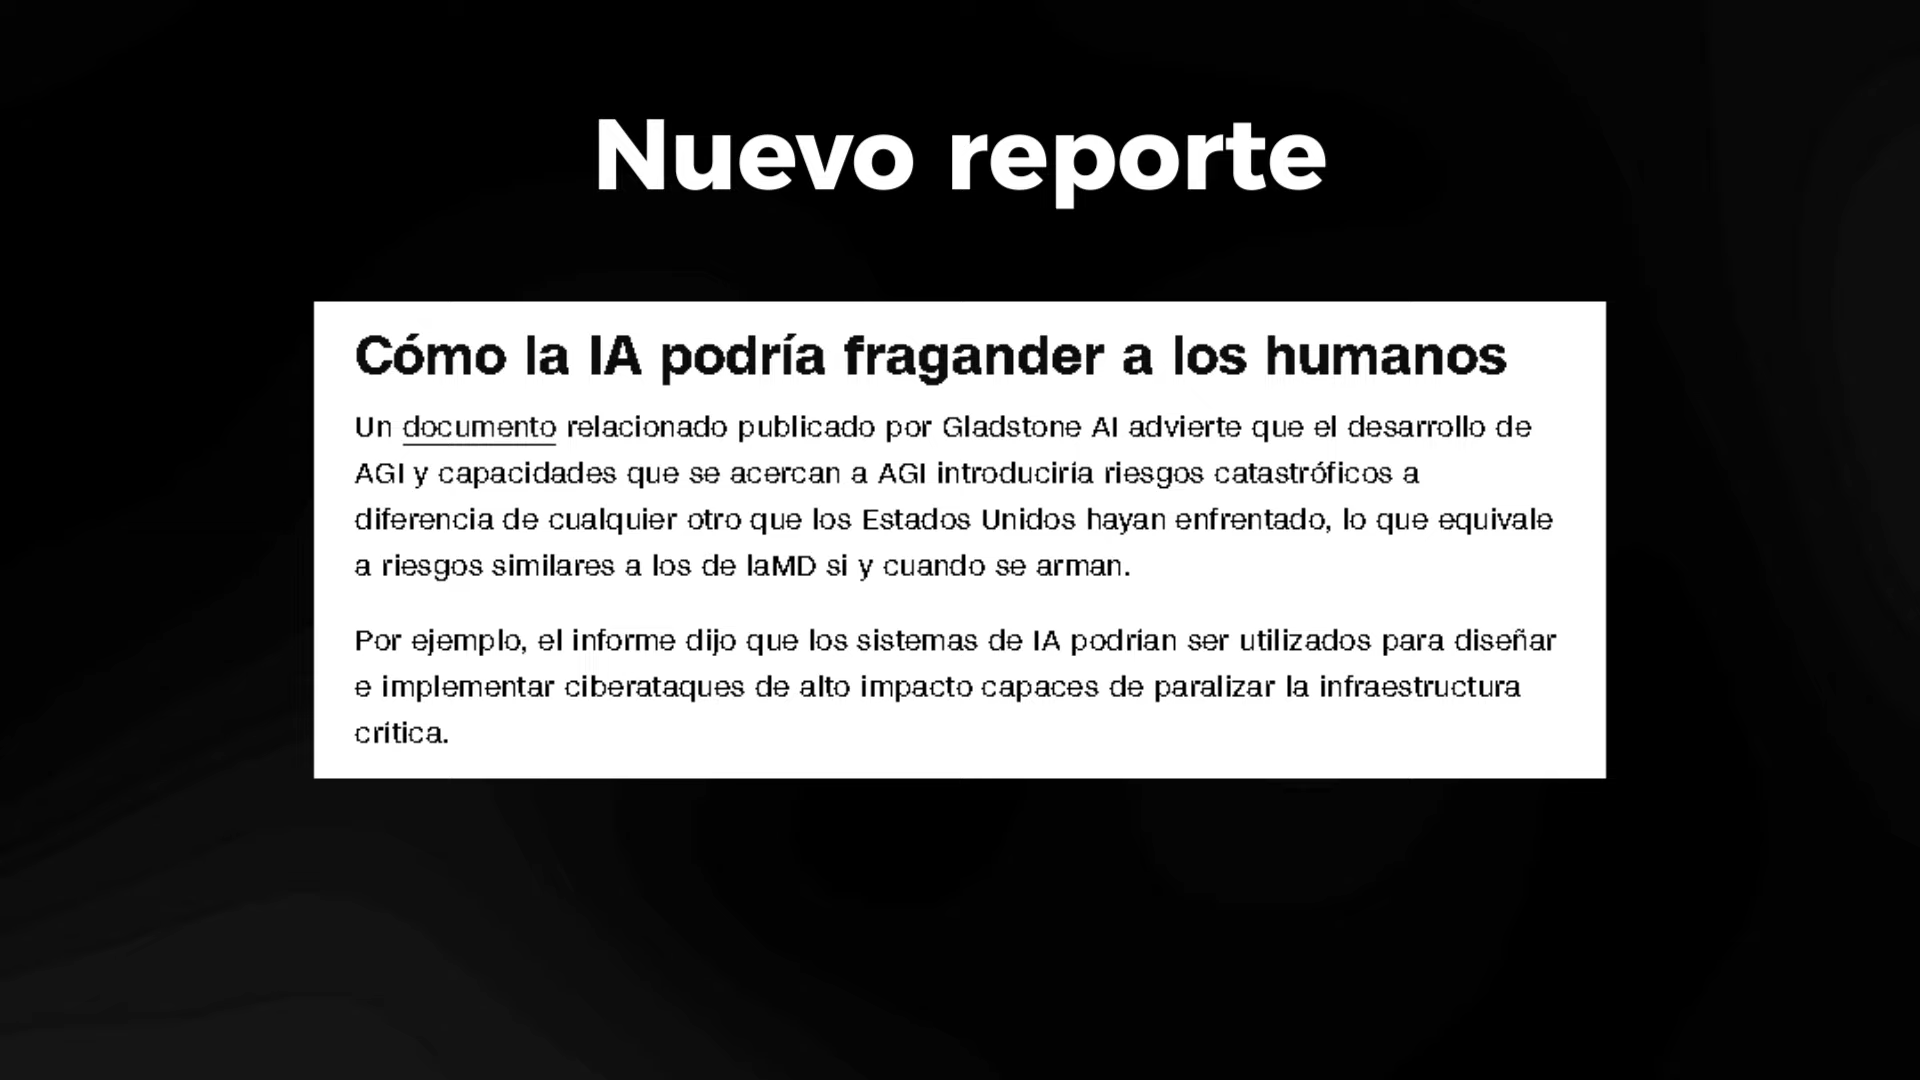 Nuevo reporte
Cómo la IA podría fragander a los humanos
Un documento relacionado publicado por Gladstone AI advierte que el desarrollo de
AGI y capacidades que se acercan a AGI introduciría riesgos catastróficos a
diferencia de cualquier otro que los Estados Unidos hayan enfrentado, lo que equivale
a riesgos similares a los de laMD si y cuando se arman.
Por ejemplo, el informe dijo que los sistemas de IA podrían ser utilizados para diseñar
e implementar ciberataques de alto impacto capaces de paralizar la infraestructura
crítica.